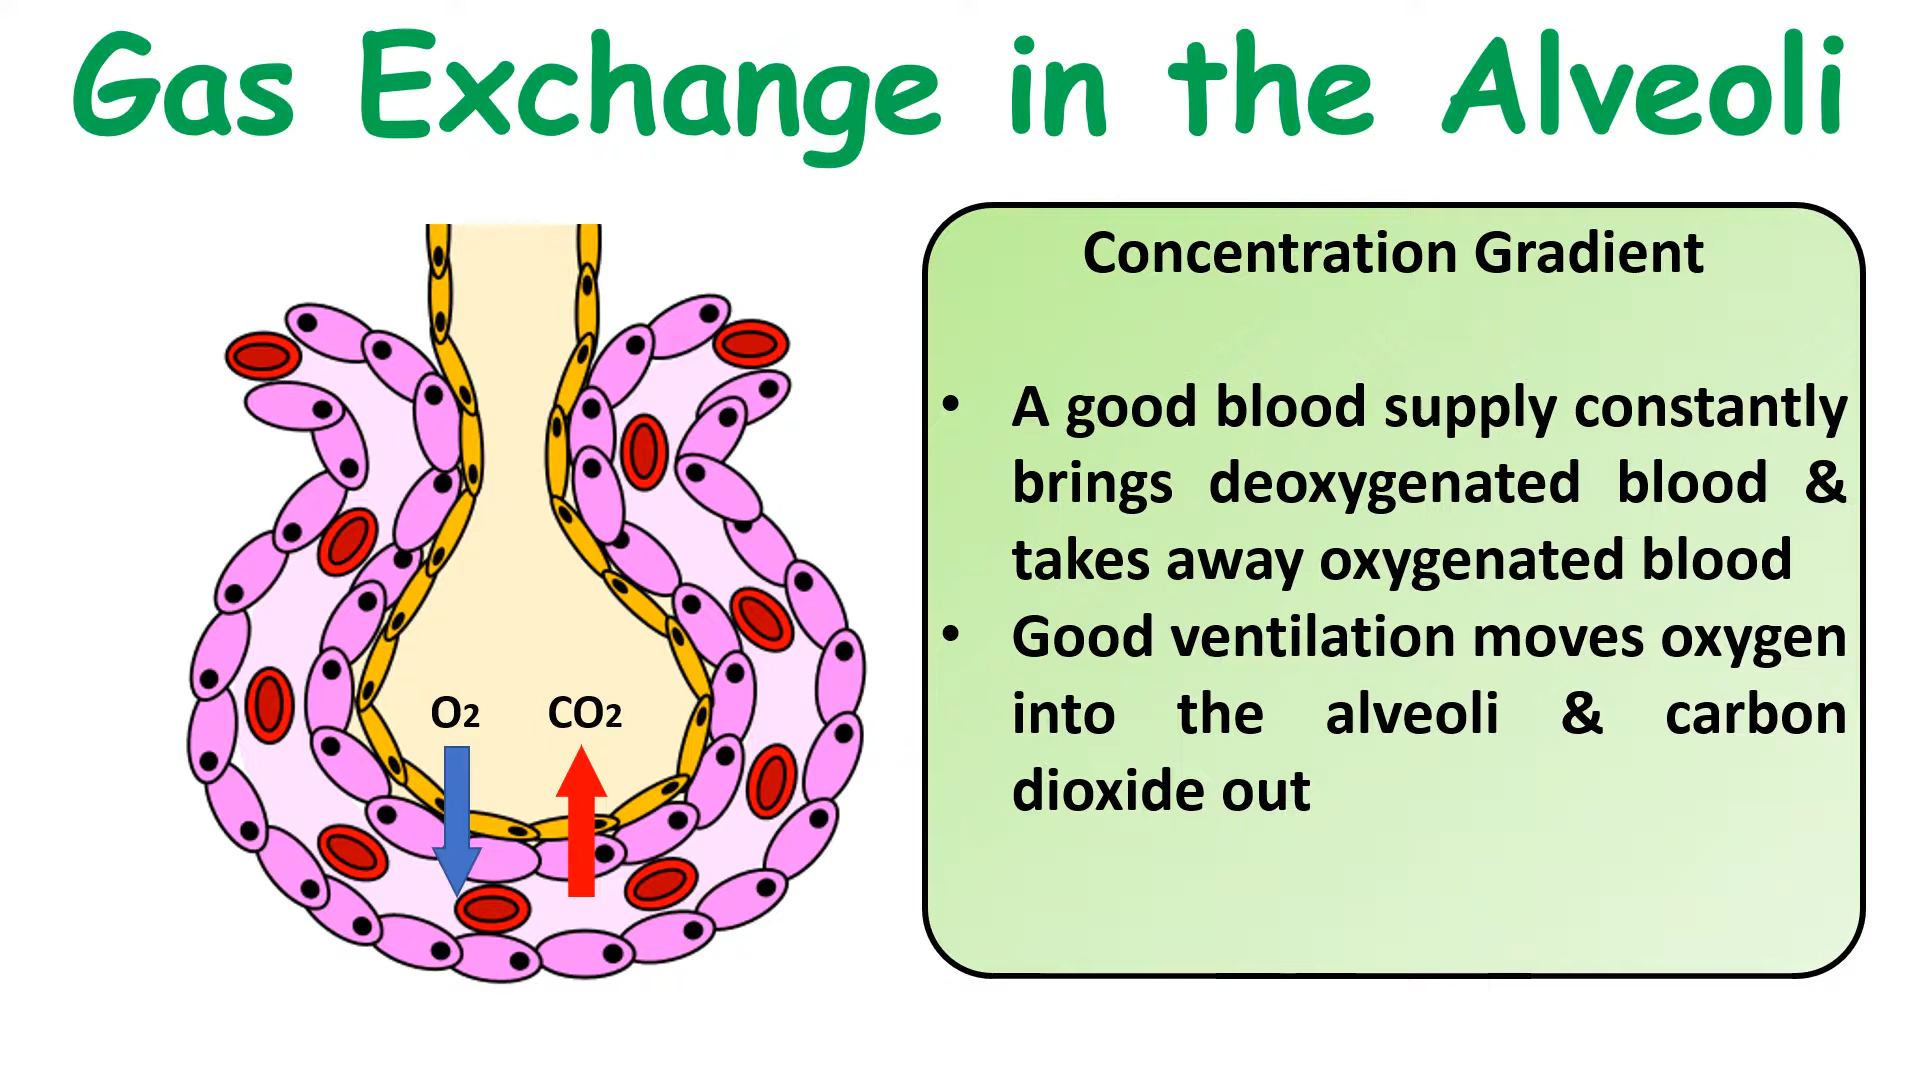 Gas Exchange in the Alveoli
Concentration Gradient
• A good blood supply constantly
brings deoxygenated blood &
takes away oxygenated blood
• Good ventilation moves oxygen
into the alveoli & carbon
dioxide out
O2 CO2